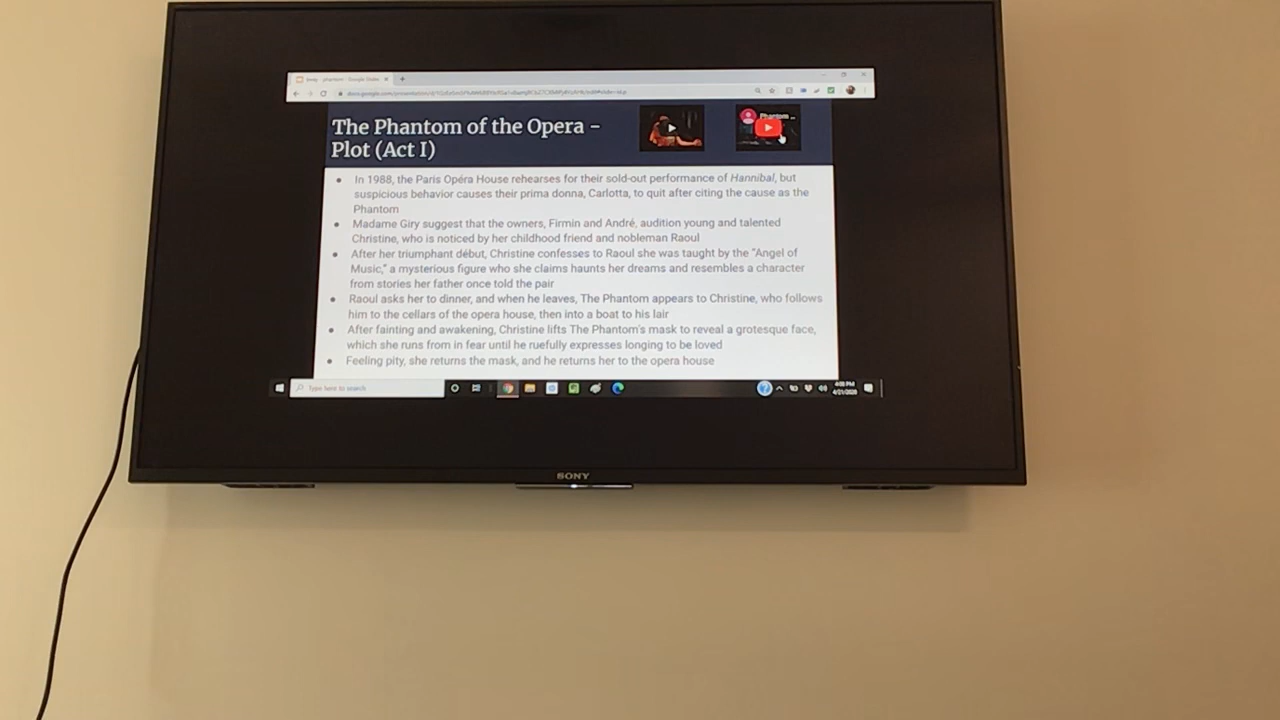 The Phantom of the Opera –
Plot (Act I)
Phantom ...
In 1988, the Paris Opéra House rehearses for their sold-out performance of Hannibal, but
suspicious behavior causes their prima donna, Carlotta, to quit after citing the cause as the
Phantom
Madame Giry suggest that the owners, Firmin and André, audition young and talented
Christine, who is noticed by her childhood friend and nobleman Raoul
After her triumphant début, Christine confesses to Raoul she was taught by the “Angel of
Music,” a mysterious figure who she claims haunts her dreams and resembles a character
from stories her father once told the pair
Raoul asks her to dinner, and when he leaves, The Phantom appears to Christine, who follows
him to the cellars of the opera house, then into a boat to his lair
After fainting and awakening, Christine lifts The Phantom’s mask to reveal a grotesque face,
which she runs from in fear until he ruefully expresses longing to be loved
Feeling pity, she returns the mask, and he returns her to the opera house
Type here to search
SONY